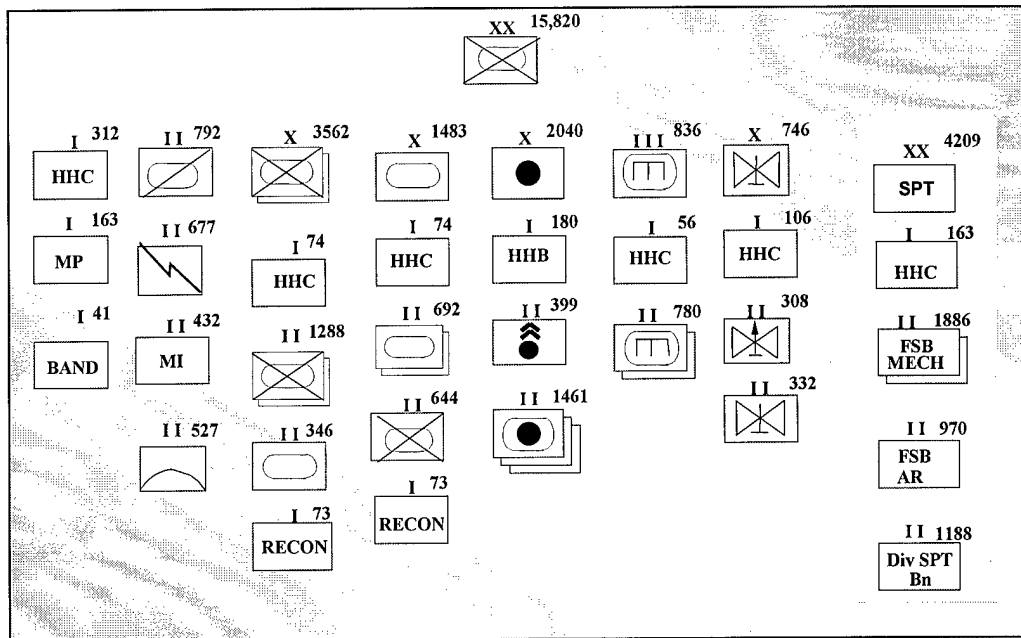 XX 15,820
I 312
HHC
I 163
MP
I 41
BAND
II 792
II 677
II 432
MI
II 527
X 3562
I 74
HHC
II 1288
II 346
I 73
RECON
X 1483
I 74
HHC
II 692
II 644
I 73
RECON
X 2040
I 180
HHB
II 399
II 1461
III 836
I 56
HHC
II 780
X 746
I 106
HHC
II 308
II 332
XX 4209
SPT
I 163
HHC
II 1886
FSB
MECH
II 970
FSB
AR
II 1188
Div SPT
Bn